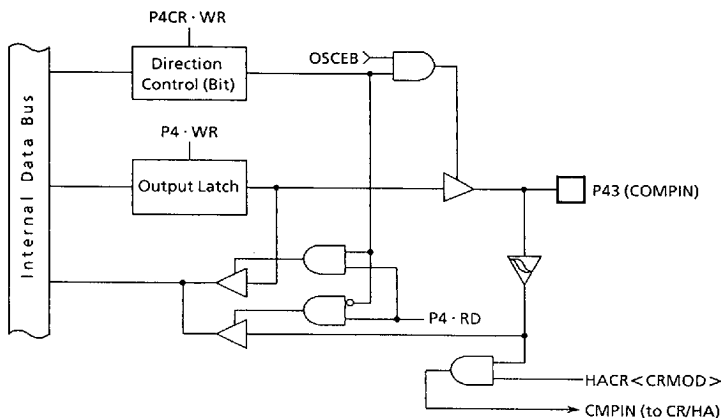 P4CR · WR
Direction
Control (Bit)
OSCEB
P4 · WR
Output Latch
P43 (COMPIN)
Internal Data Bus
P4 · RD
HACR<CRMOD>
CMPIN (to CR/HA)